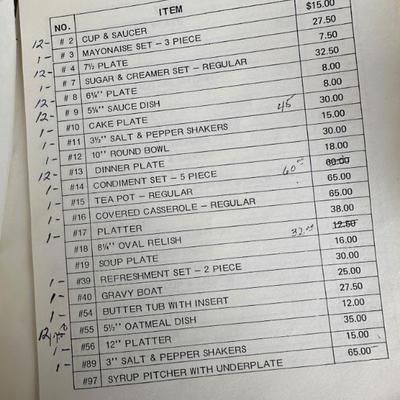 NO. ITEM
12- # 2 CUP & SAUCER $15.00
1- # 3 MAYONAISE SET – 3 PIECE 27.50
12- # 4 7½ PLATE 7.50
1- # 7 SUGAR & CREAMER SET – REGULAR 32.50
12- # 8 6¼" PLATE 8.00
12- # 9 5¼" SAUCE DISH 8.00
1- #10 CAKE PLATE 45 30.00
1- #11 3½" SALT & PEPPER SHAKERS 15.00
1- #12 10" ROUND BOWL 30.00
12- #13 DINNER PLATE 18.00
1- #14 CONDIMENT SET – 5 PIECE 60 60.00
1- #15 TEA POT – REGULAR 65.00
1- #16 COVERED CASSEROLE – REGULAR 65.00
1- #17 PLATTER 38.00
#18 8¼" OVAL RELISH 32.00 12.50
#19 SOUP PLATE 16.00
1- #39 REFRESHMENT SET – 2 PIECE 30.00
1- #40 GRAVY BOAT 25.00
1- #54 BUTTER TUB WITH INSERT 27.50
12 #55 5½" OATMEAL DISH 12.00
1- #56 12" PLATTER 35.00
1- #89 3" SALT & PEPPER SHAKERS 15.00
#97 SYRUP PITCHER WITH UNDERPLATE 65.00